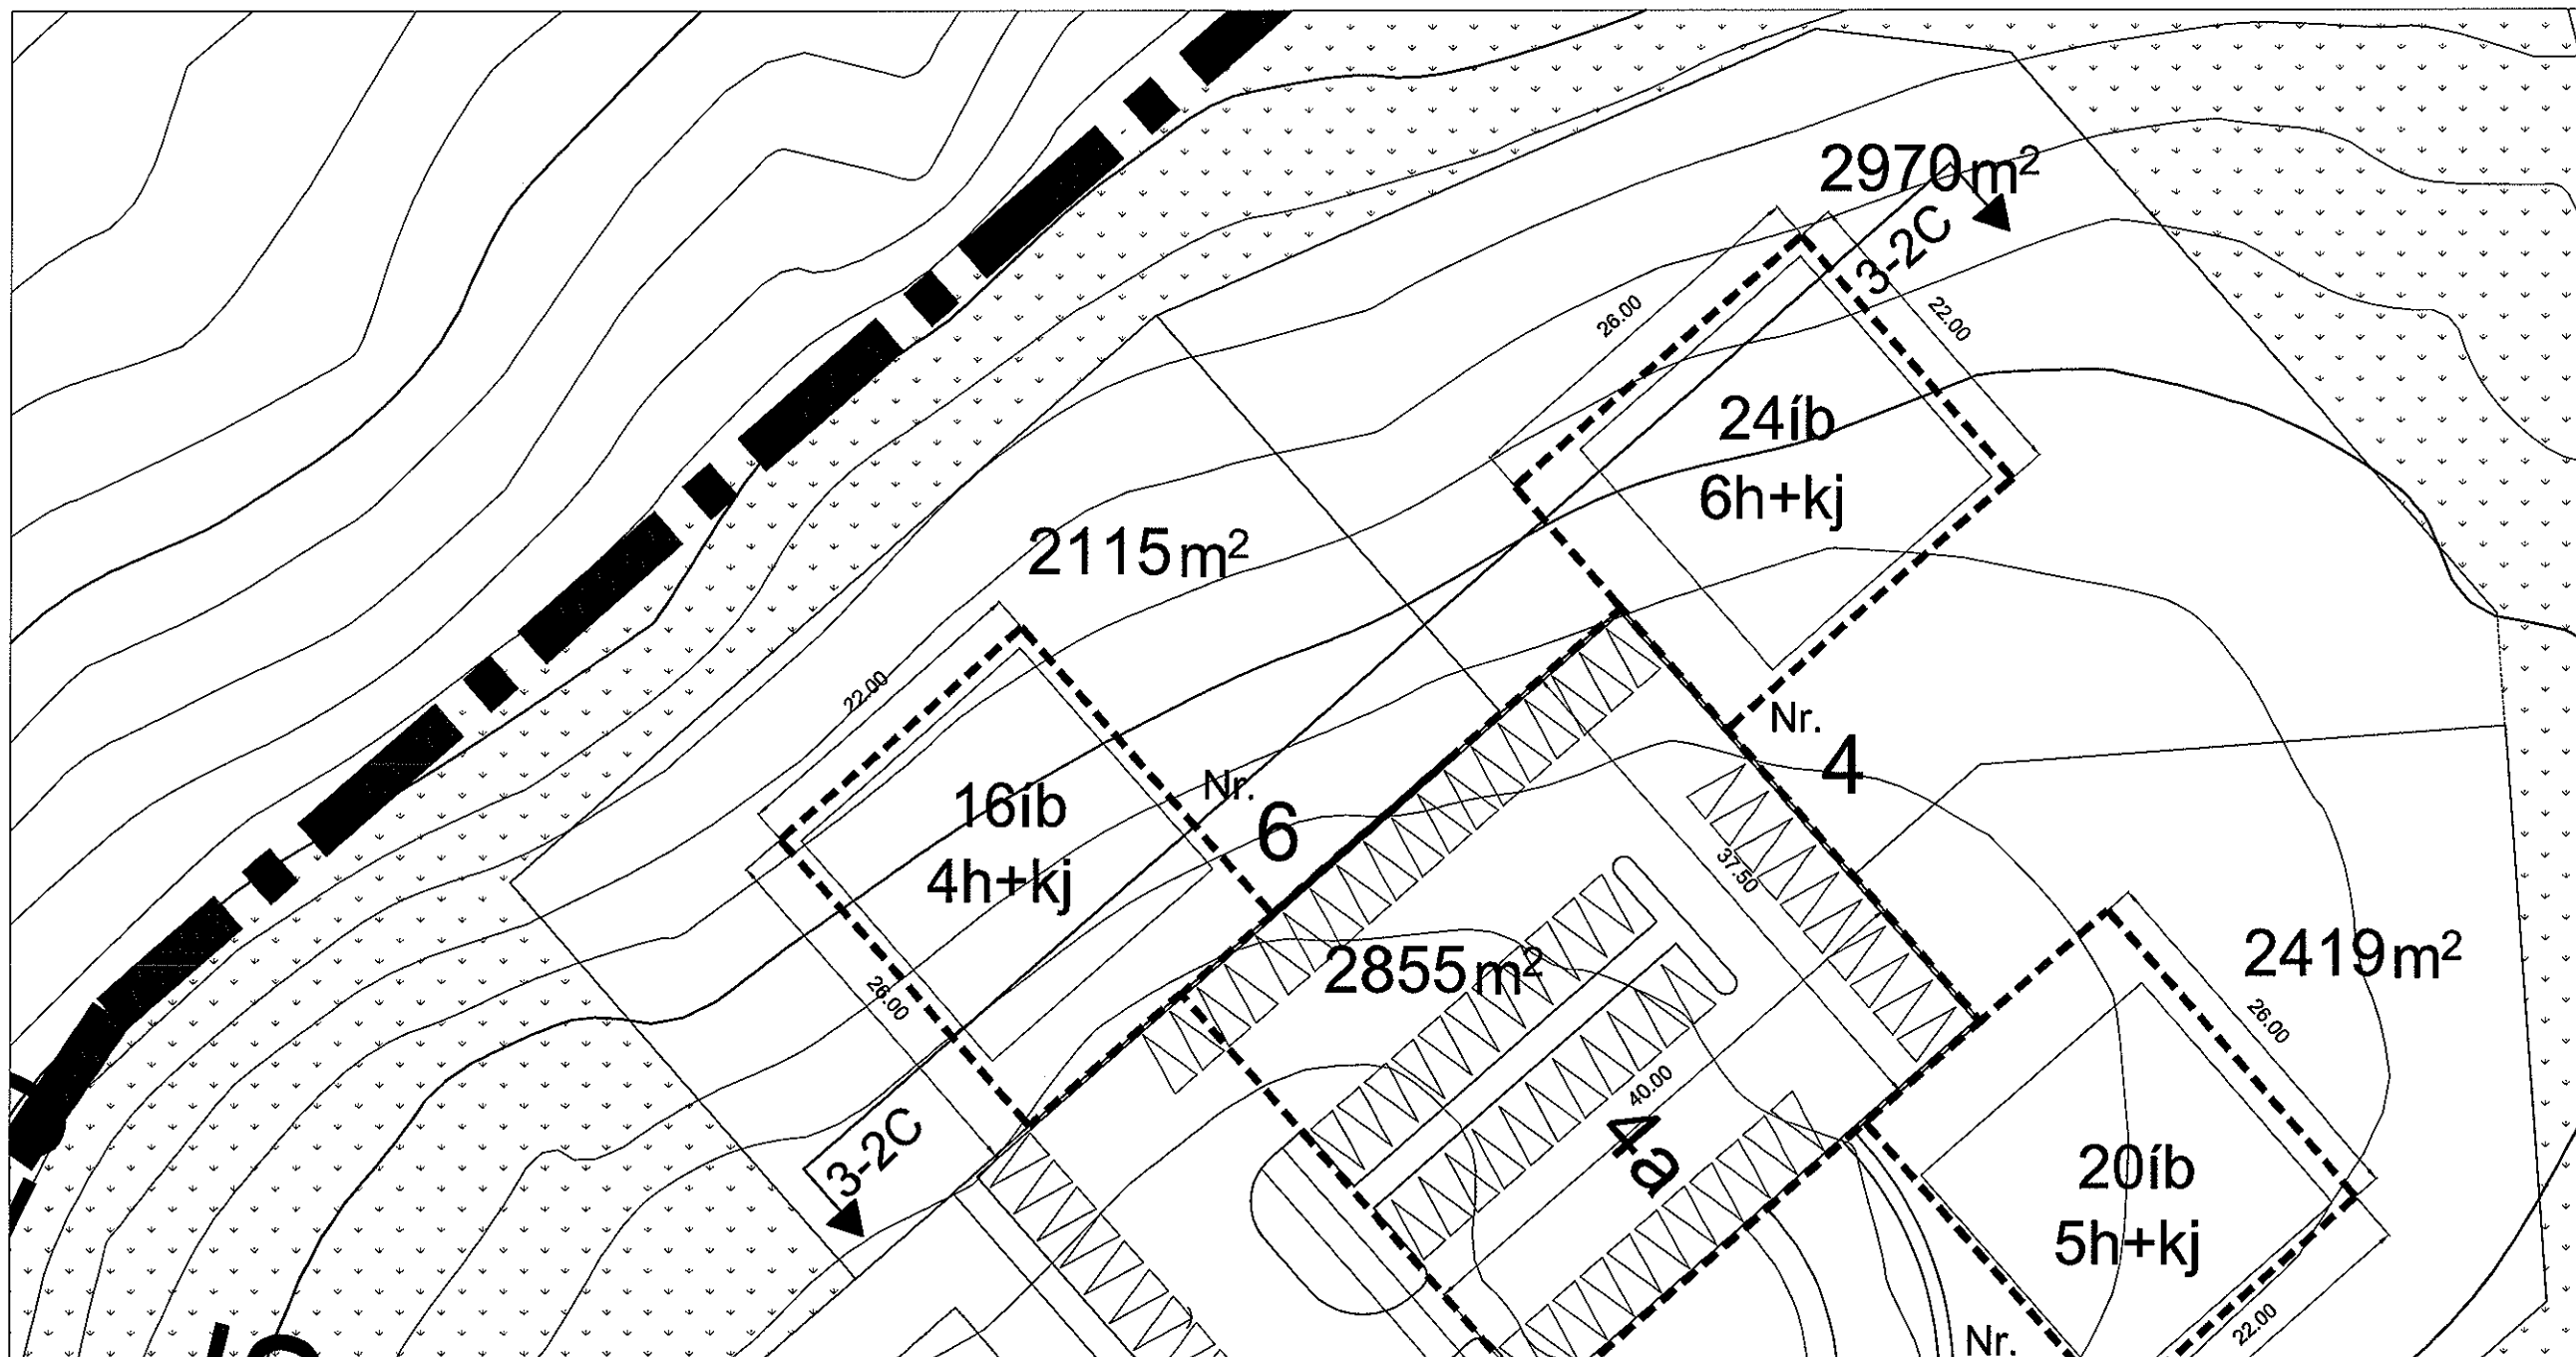 2970m²
3-2C
26.00
22.00
24íb
6h+kj
2115m²
22.00
Nr.
4
Nr.
6
16íb
4h+kj
37.50
2419m²
2855m²
26.00
26.00
40.00
4a
3-2C
20íb
5h+kj
22.00
Nr.